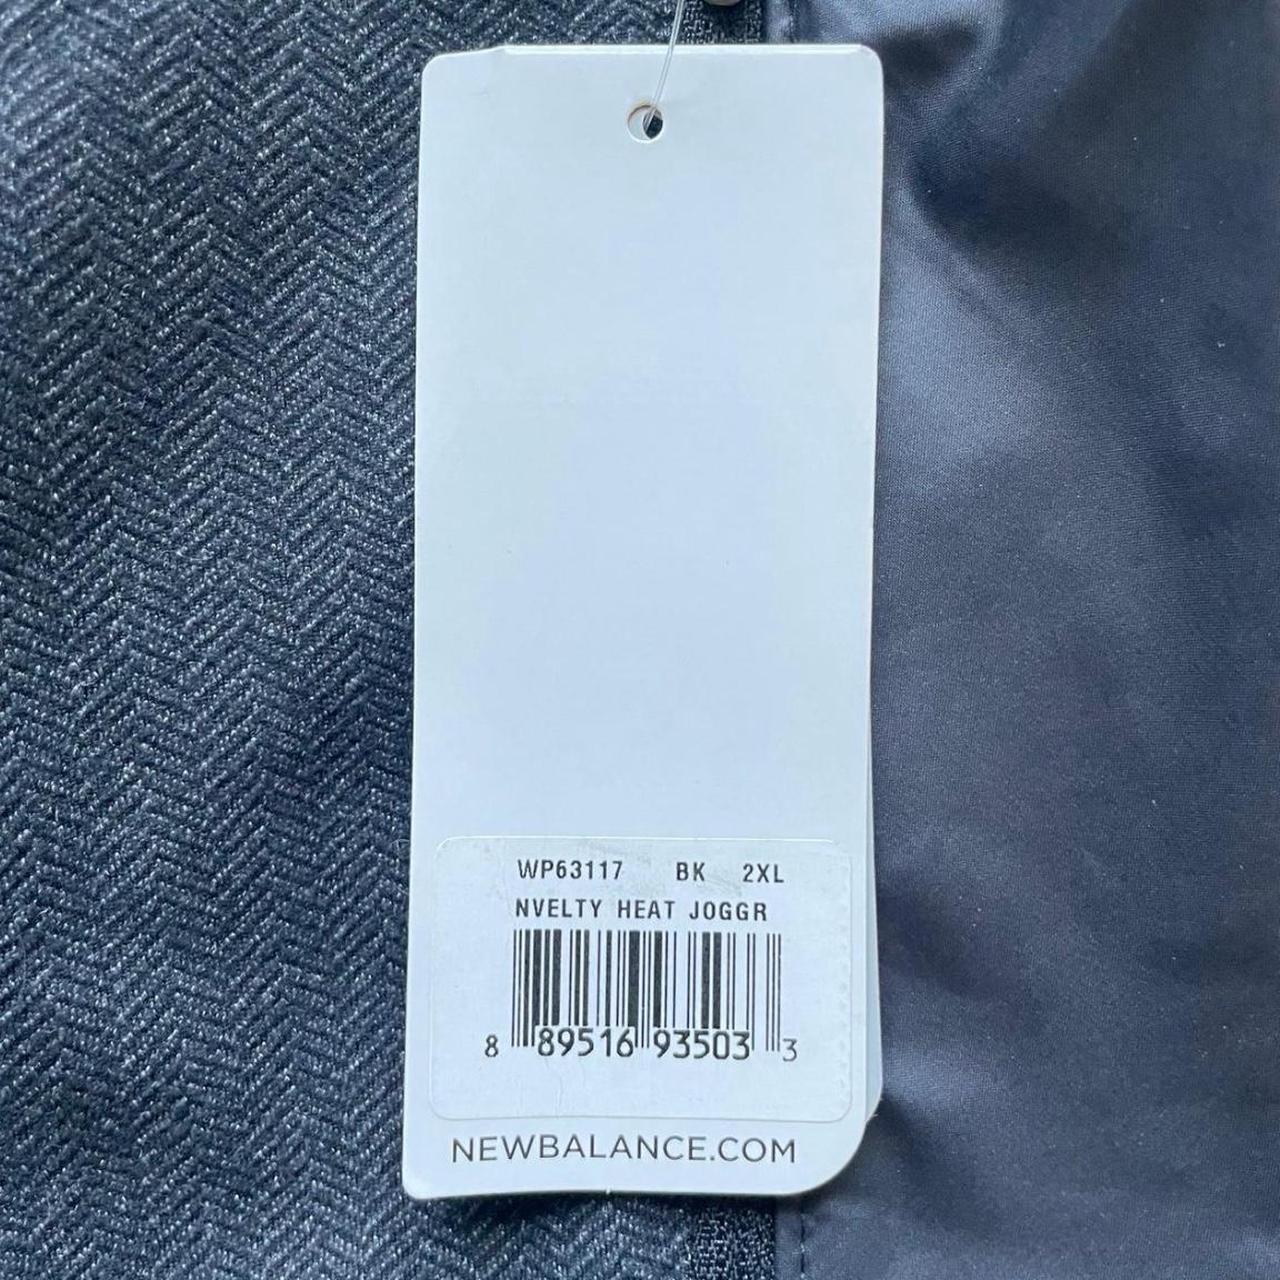 WP63117 BK 2XL
NVELTY HEAT JOGGR
8 89516 93503 3
NEWBALANCE.COM